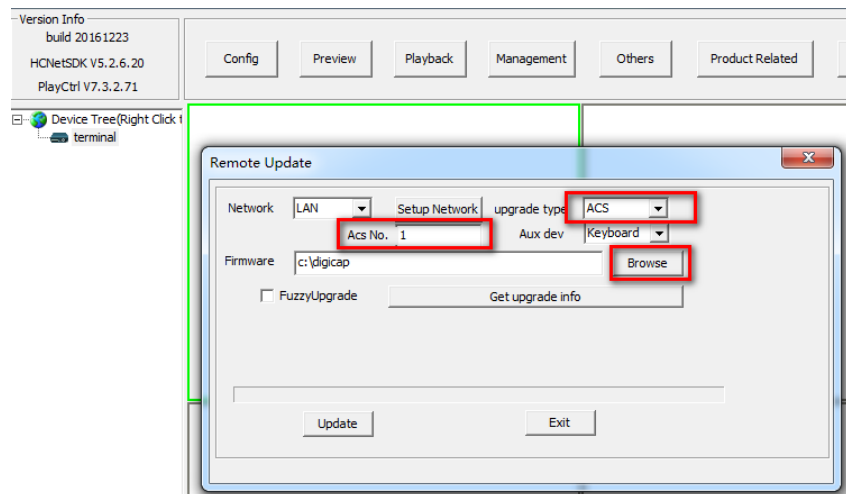 Version Info
build 20161223
HCNetSDK V5.2.6.20
PlayCtrl V7.3.2.71
Config Preview Playback Management Others Product Related
Device Tree(Right Click t
terminal
Remote Update
Network LAN Setup Network upgrade type ACS
Acs No. 1 Aux dev Keyboard
Firmware c:\digicap Browse
FuzzyUpgrade Get upgrade info
Update Exit